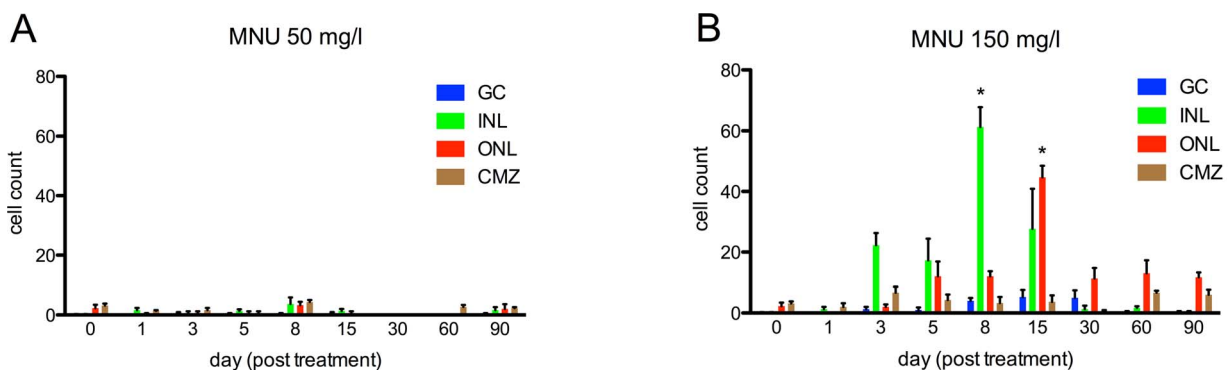 A
MNU 50 mg/l
80
60
40
20
0
cell count
GC
INL
ONL
CMZ
0 1 3 5 8 15 30 60 90
day (post treatment)
B
MNU 150 mg/l
80
60
40
20
0
cell count
GC
INL
ONL
CMZ
*
*
0 1 3 5 8 15 30 60 90
day (post treatment)